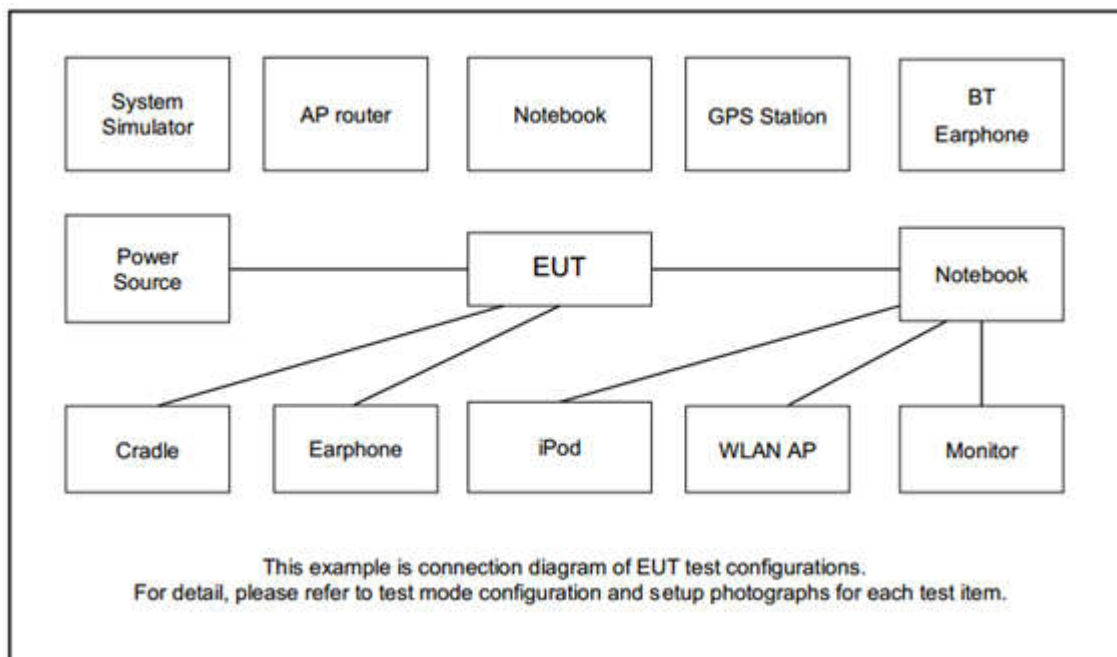 System
Simulator
AP router
Notebook
GPS Station
BT
Earphone
Power
Source
EUT
Notebook
Cradle
Earphone
iPod
WLAN AP
Monitor
This example is connection diagram of EUT test configurations.
For detail, please refer to test mode configuration and setup photographs for each test item.